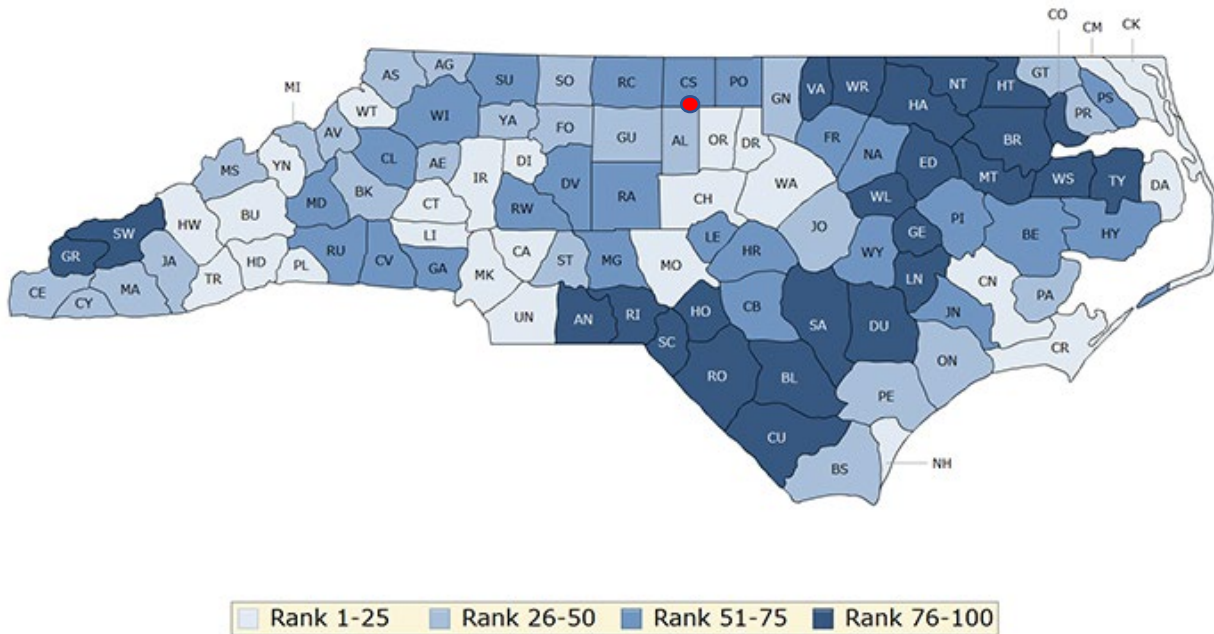 CO
CM
CK
MI
AS
AG
SU
SO
RC
CS
PO
GN
VA
WR
HA
NT
HT
GT
PR
PS
WT
WI
YA
FO
GU
AL
OR
DR
FR
NA
ED
BR
MT
WS
TY
DA
AV
CL
AE
DI
IR
DV
RA
CH
WA
WL
MS
YN
BK
CT
RW
MD
LI
BU
HW
SW
GR
JA
TR
HD
PL
RU
CV
GA
MK
CA
ST
MG
MO
LE
HR
JO
WY
GE
PI
BE
HY
CE
CY
MA
UN
AN
RI
SC
HO
CB
SA
DU
LN
JN
CN
PA
CR
ON
PE
RO
BL
CU
BS
NH
Rank 1-25 Rank 26-50 Rank 51-75 Rank 76-100